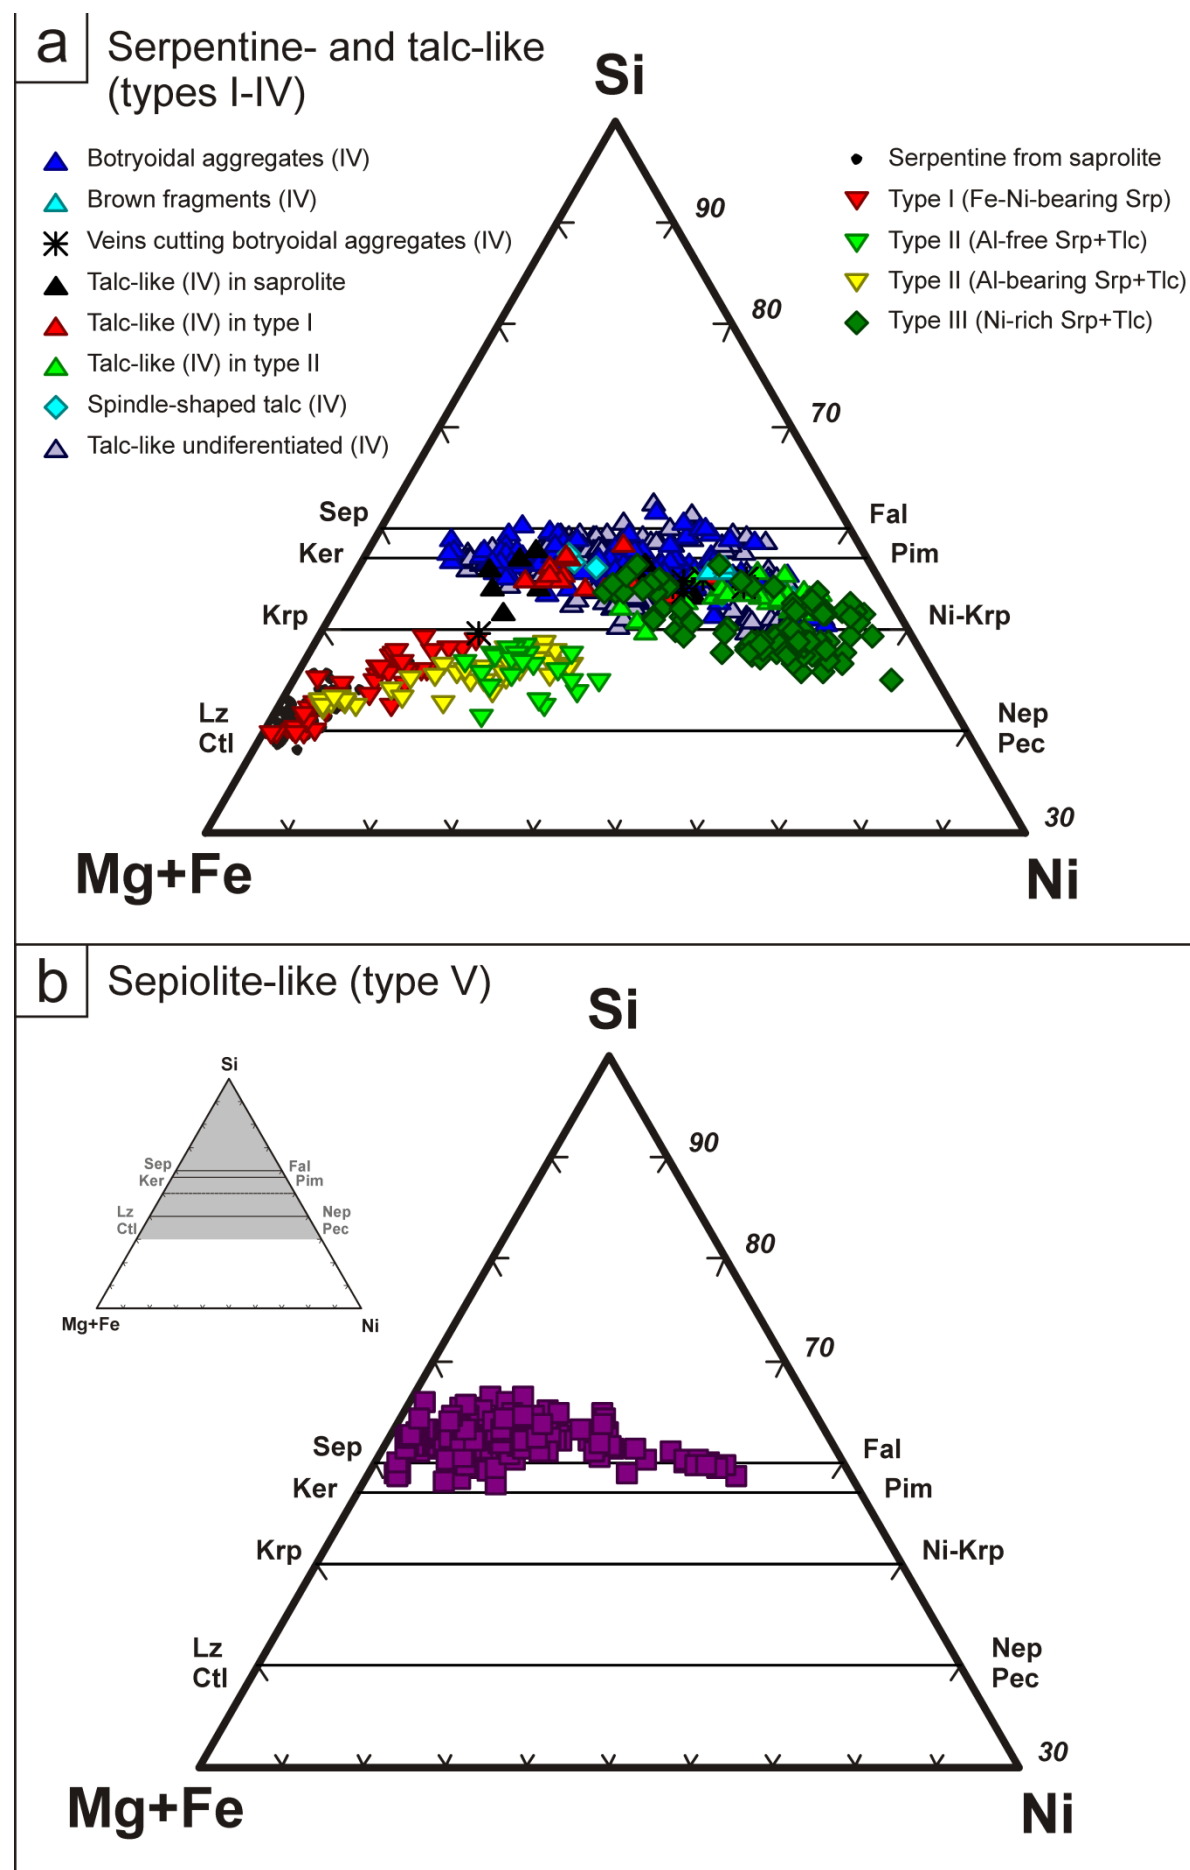 a
Serpentine- and talc-like
(types I-IV)
Si
Botryoidal aggregates (IV)
Brown fragments (IV)
Veins cutting botryoidal aggregates (IV)
Talc-like (IV) in saprolite
Talc-like (IV) in type I
Talc-like (IV) in type II
Spindle-shaped talc (IV)
Talc-like undiferentiated (IV)
Serpentine from saprolite
Type I (Fe-Ni-bearing Srp)
Type II (Al-free Srp+Tlc)
Type II (Al-bearing Srp+Tlc)
Type III (Ni-rich Srp+Tlc)
90
80
70
Sep
Fal
Ker
Pim
Krp
Ni-Krp
Lz
Ctl
Nep
Pec
30
Mg+Fe
Ni
b
Sepiolite-like (type V)
Si
Si
Sep
Ker
Fal
Pim
Lz
Ctl
Nep
Pec
Mg+Fe
Ni
90
80
70
Sep
Fal
Ker
Pim
Krp
Ni-Krp
Lz
Ctl
Nep
Pec
30
Mg+Fe
Ni